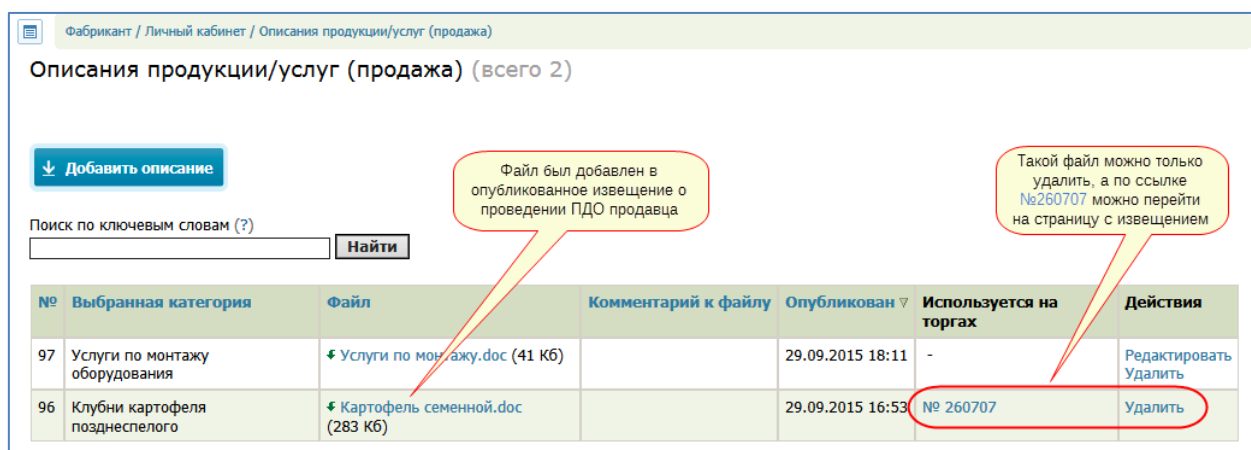 Фабрикант / Личный кабинет / Описания продукции/услуг (продажа)
Описания продукции/услуг (продажа) (всего 2)
Добавить описание
Файл был добавлен в
опубликованное извещение о
проведении ПДО продавца
Такой файл можно только
удалить, а по ссылке
№260707 можно перейти
на страницу с извещением
Поиск по ключевым словам (?)
Найти
№ Выбранная категория Файл Комментарий к файлу Опубликован ▿ Используется на
торгах Действия
97 Услуги по монтажу
оборудования Услуги по монтажу.doc (41 Кб) 29.09.2015 18:11 - Редактировать
Удалить
96 Клубни картофеля
позднеспелого Картофель семенной.doc
(283 Кб) 29.09.2015 16:53 № 260707 Удалить